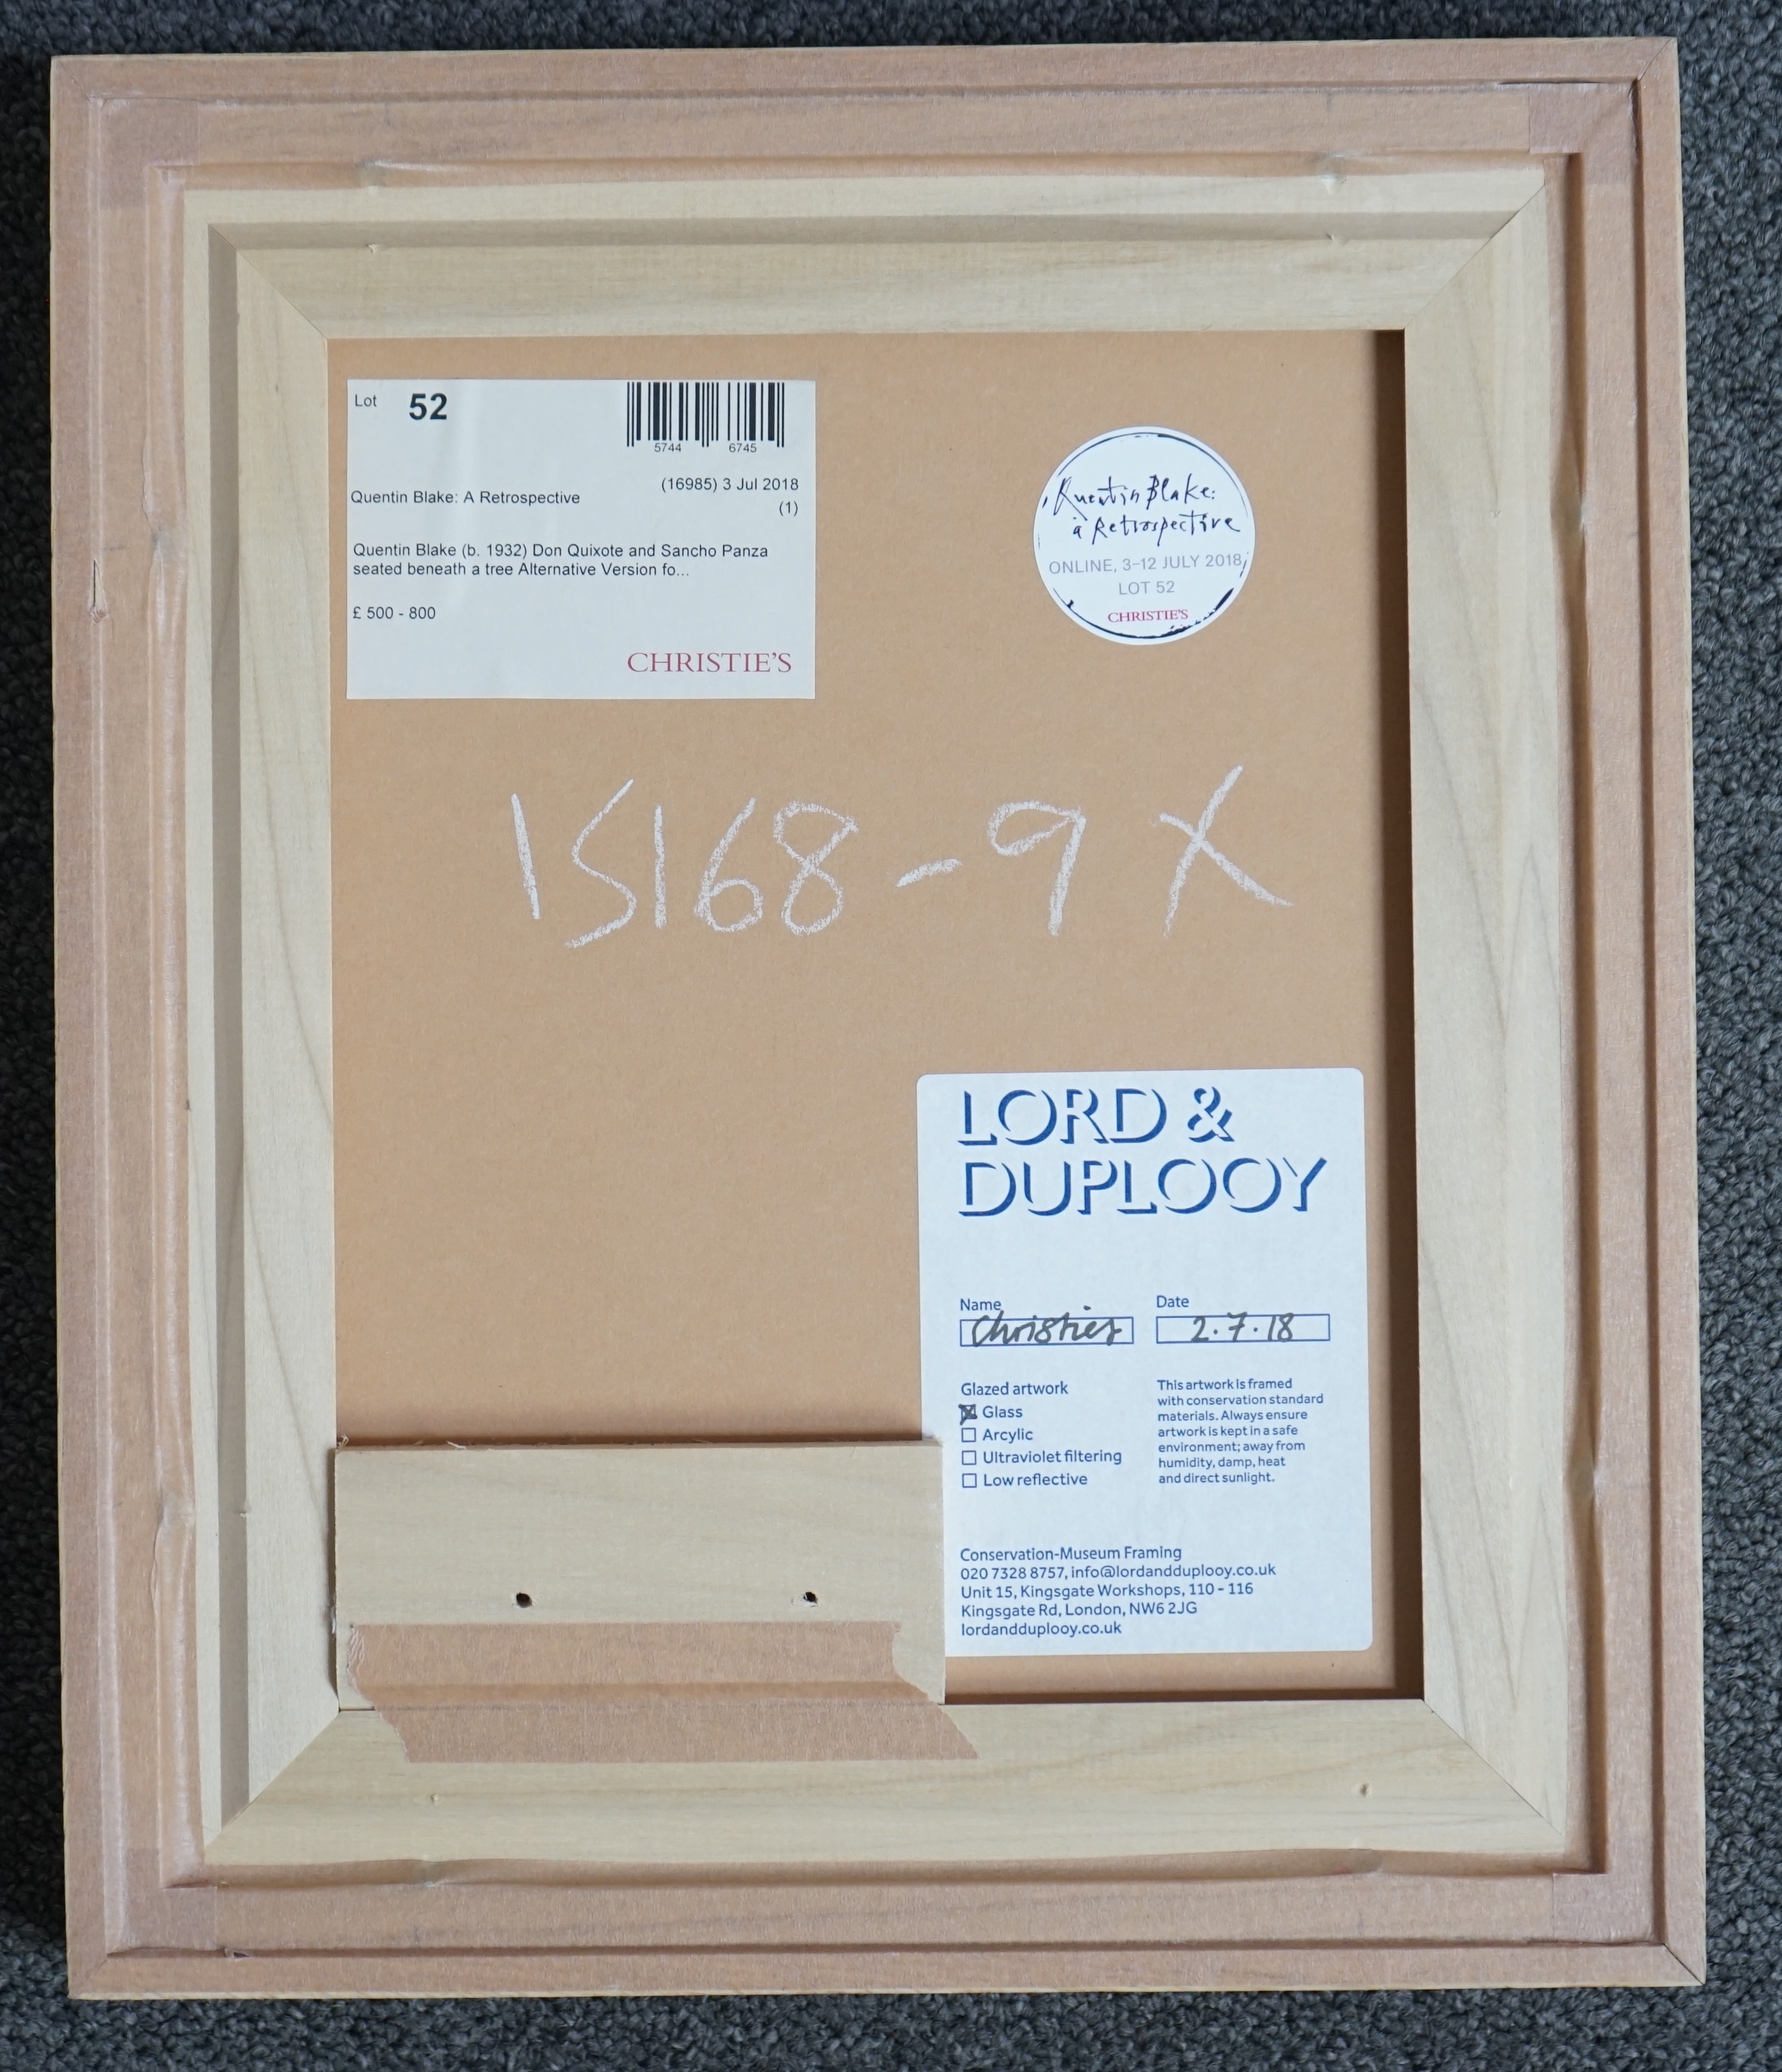 Lot 52
5744 6745
(16985) 3 Jul 2018
Quentin Blake: A Retrospective
(1)
Quentin Blake (b. 1932) Don Quixote and Sancho Panza
seated beneath a tree Alternative Version fo...
£ 500 - 800
CHRISTIE'S
Quentin Blake:
a Retrospective
ONLINE, 3–12 JULY 2018
LOT 52
CHRISTIE'S
15168-9 X
LORD &
DUPLOOY
Name
Christies
Date
2.7.18
Glazed artwork
Glass
Arcylic
Ultraviolet filtering
Low reflective
This artwork is framed
with conservation standard
materials. Always ensure
artwork is kept in a safe
environment; away from
humidity, damp, heat
and direct sunlight.
Conservation-Museum Framing
020 7328 8757, info@lordandduplooy.co.uk
Unit 15, Kingsgate Workshops, 110 - 116
Kingsgate Rd, London, NW6 2JG
lordandduplooy.co.uk